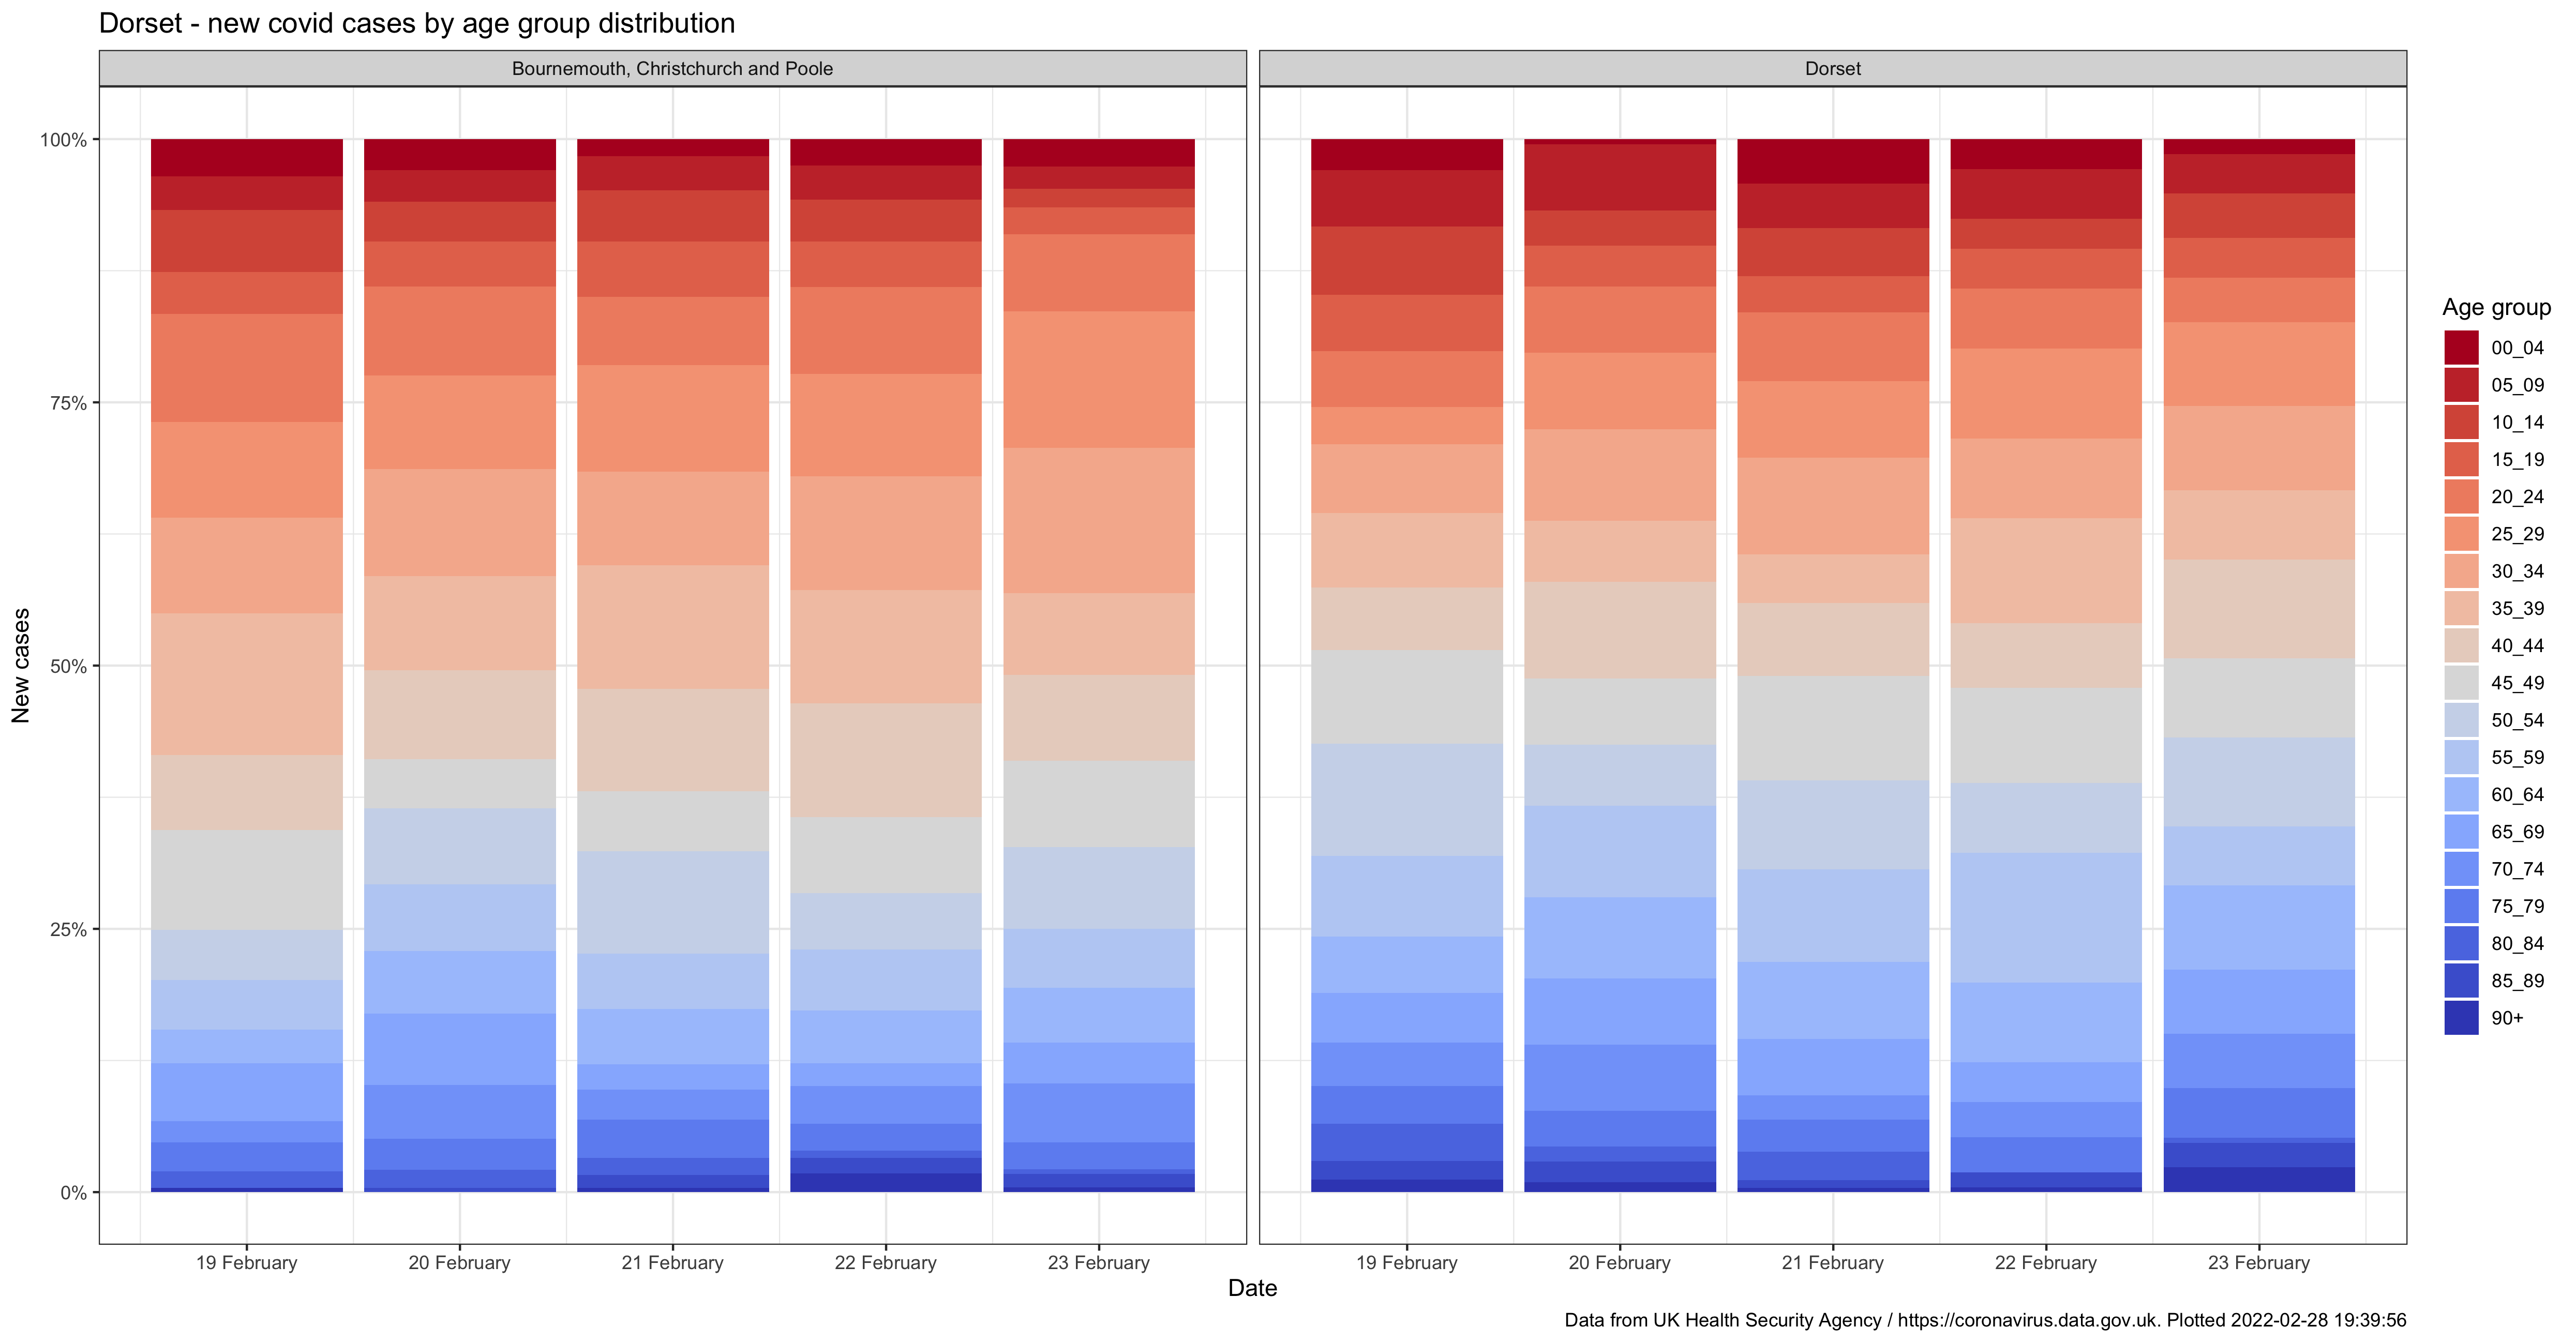 Dorset - new covid cases by age group distribution
Bournemouth, Christchurch and Poole
Dorset
100%
75%
50%
25%
0%
New cases
19 February
20 February
21 February
22 February
23 February
19 February
20 February
21 February
22 February
23 February
Date
Age group
00_04
05_09
10_14
15_19
20_24
25_29
30_34
35_39
40_44
45_49
50_54
55_59
60_64
65_69
70_74
75_79
80_84
85_89
90+
Data from UK Health Security Agency / https://coronavirus.data.gov.uk. Plotted 2022-02-28 19:39:56